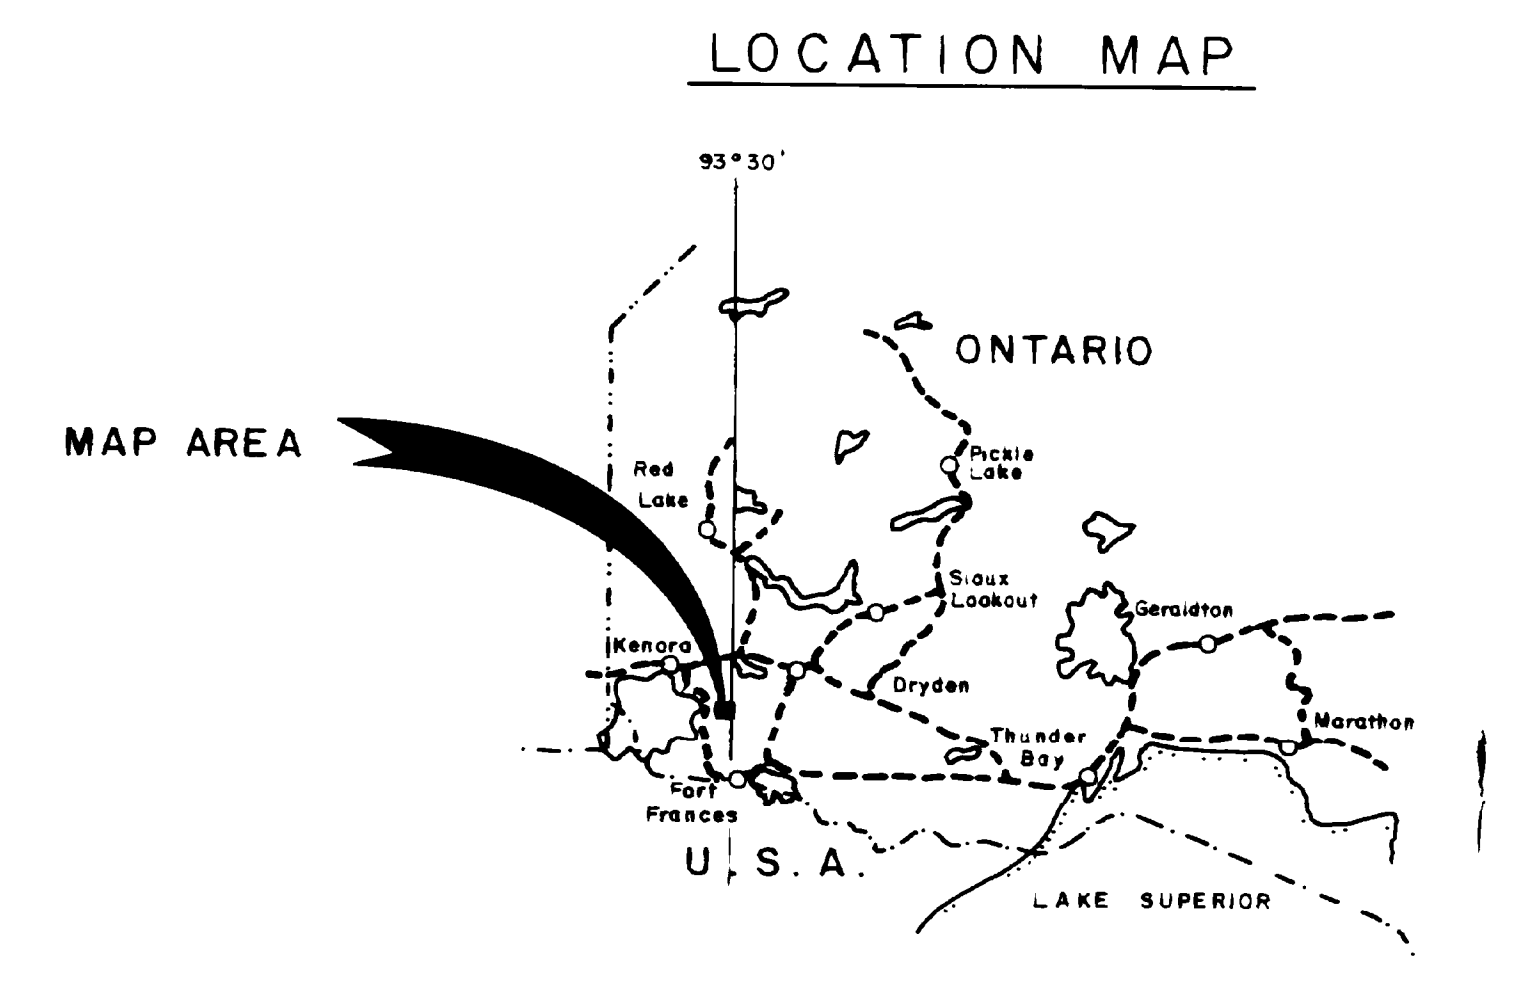 LOCATION MAP
93°30'
ONTARIO
MAP AREA
Red
Lake
Pickle
Lake
Sioux
Lookout
Geraldton
Kenora
Dryden
Marathon
Thunder
Bay
Fort
Frances
U.S.A.
LAKE SUPERIOR